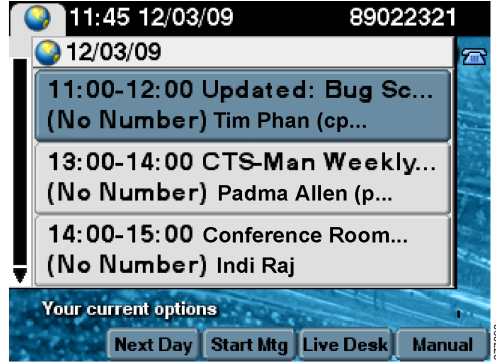 11:45 12/03/09 89022321
12/03/09
11:00-12:00 Updated: Bug Sc...
(No Number) Tim Phan (cp...
13:00-14:00 CTS-Man Weekly...
(No Number) Padma Allen (p...
14:00-15:00 Conference Room...
(No Number) Indi Raj
Your current options
Next Day Start Mtg Live Desk Manual